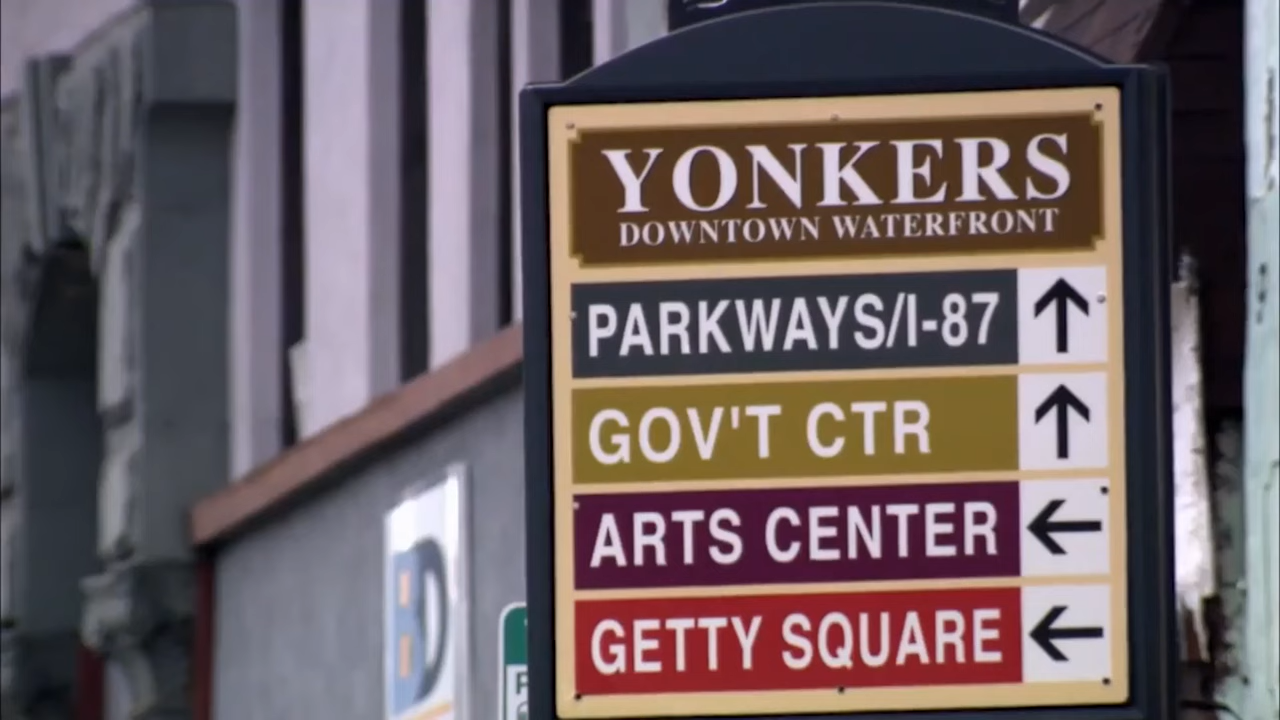 YONKERS
DOWNTOWN WATERFRONT
PARKWAYS/I-87
GOV'T CTR
ARTS CENTER
GETTY SQUARE